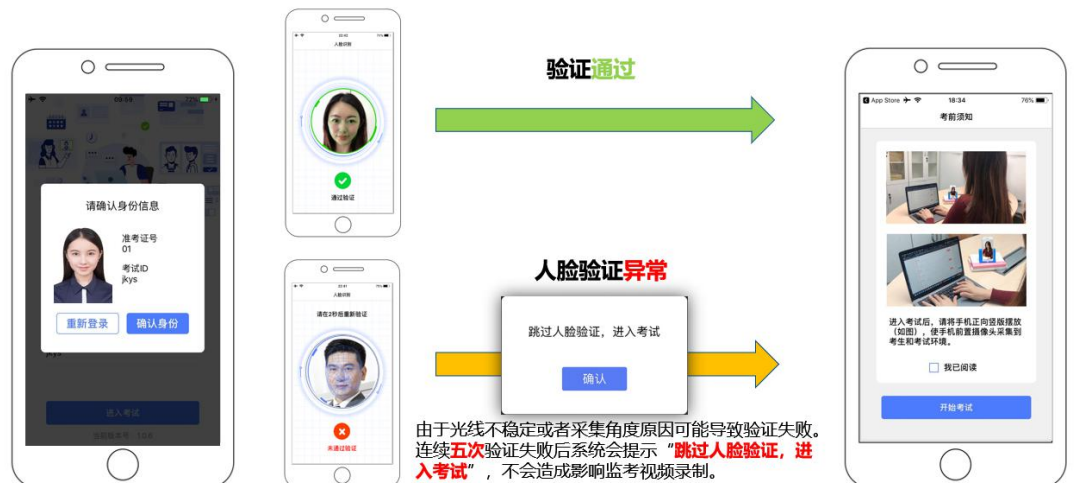 请确认身份信息
准考证号
01
考试ID
jkys
重新登录
确认身份
jkys
进入考试
人脸识别
通过验证
验证通过
人脸识别
请在2秒后重新验证
未通过验证
人脸验证异常
跳过人脸验证，进入考试
确认
由于光线不稳定或者采集角度原因可能导致验证失败。
连续五次验证失败后系统会提示“跳过人脸验证，进
入考试”，不会造成影响监考视频录制。
App Store
18:34
76%
考前须知
进入考试后，请将手机正向竖版摆放
（如图），使手机前置摄像头采集到
考生和考试环境。
我已阅读
开始考试